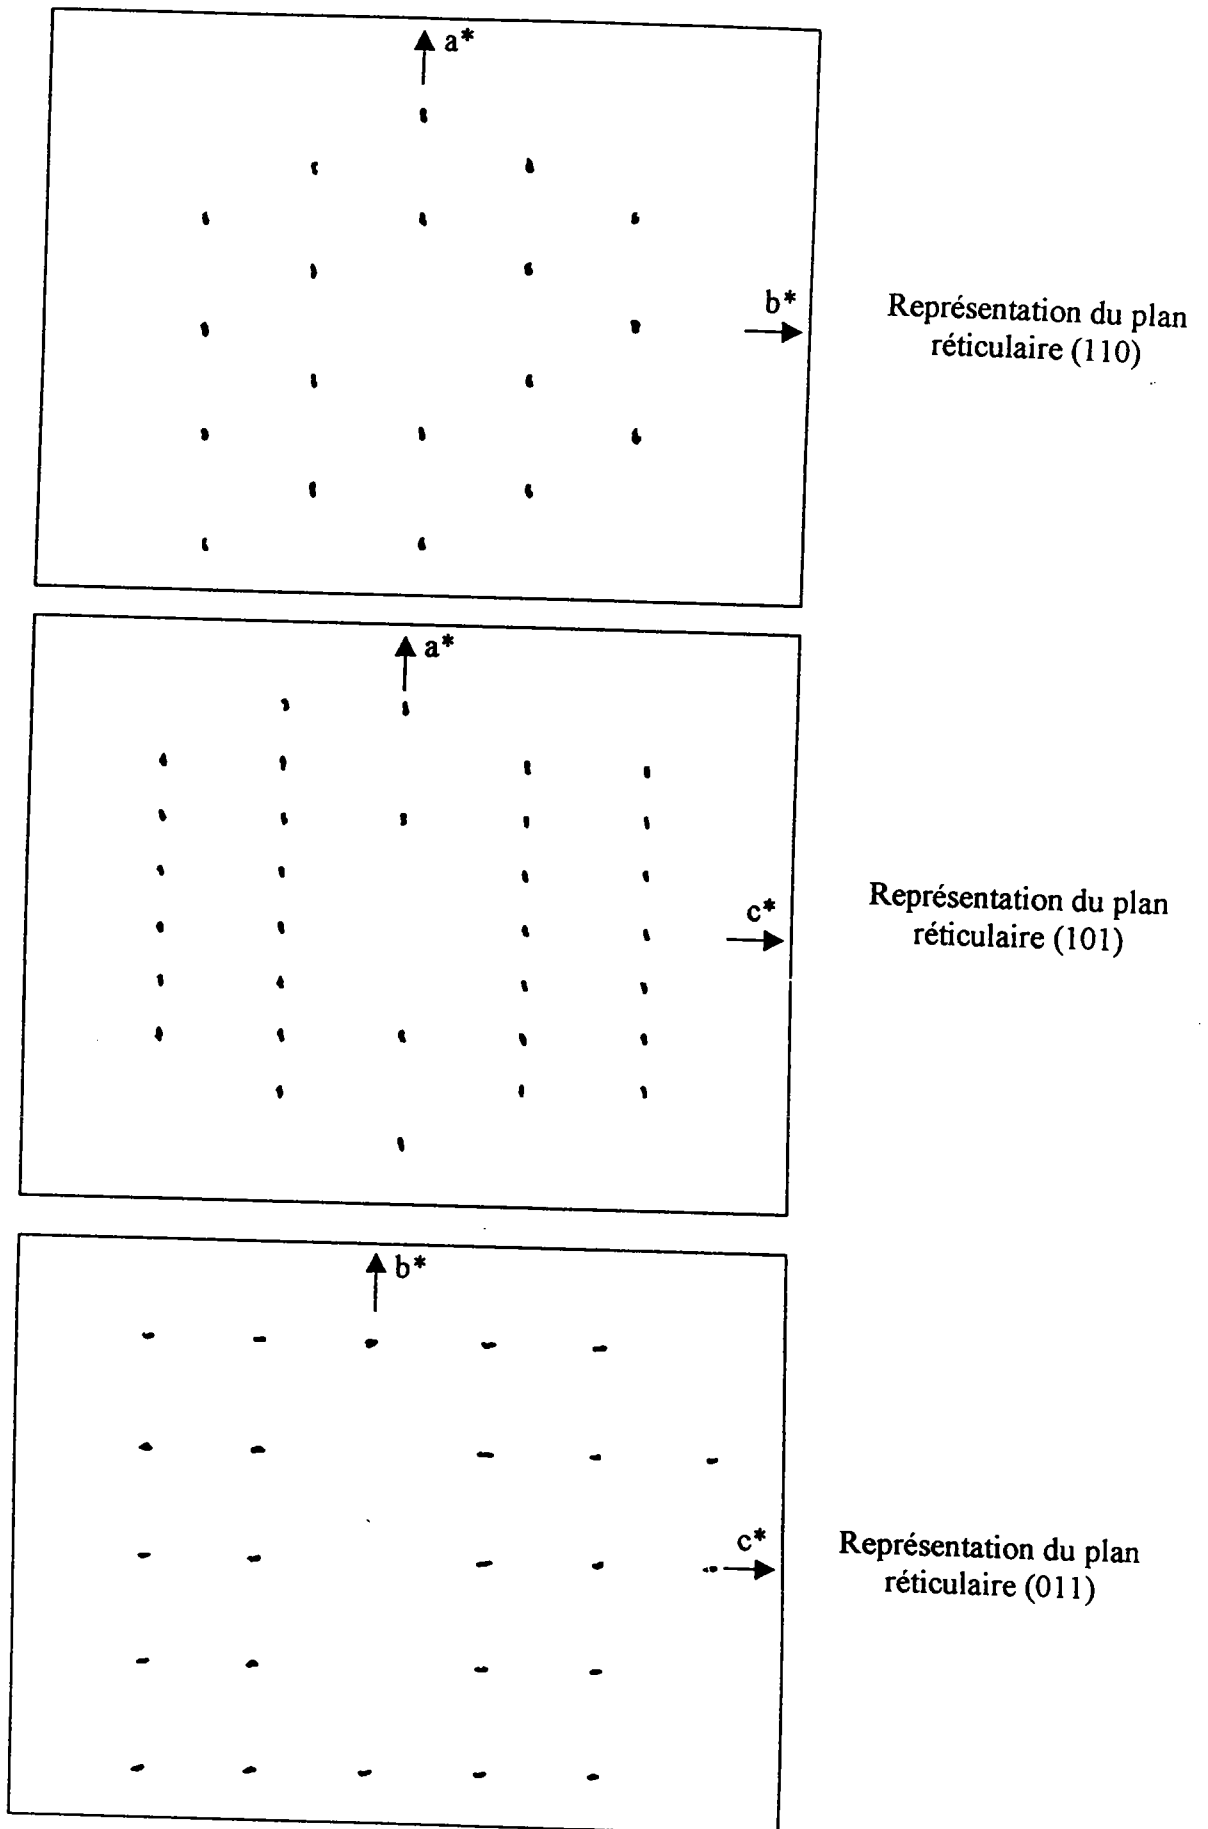 a*
b*
Représentation du plan
réticulaire (110)
a*
c*
Représentation du plan
réticulaire (101)
b*
c*
Représentation du plan
réticulaire (011)